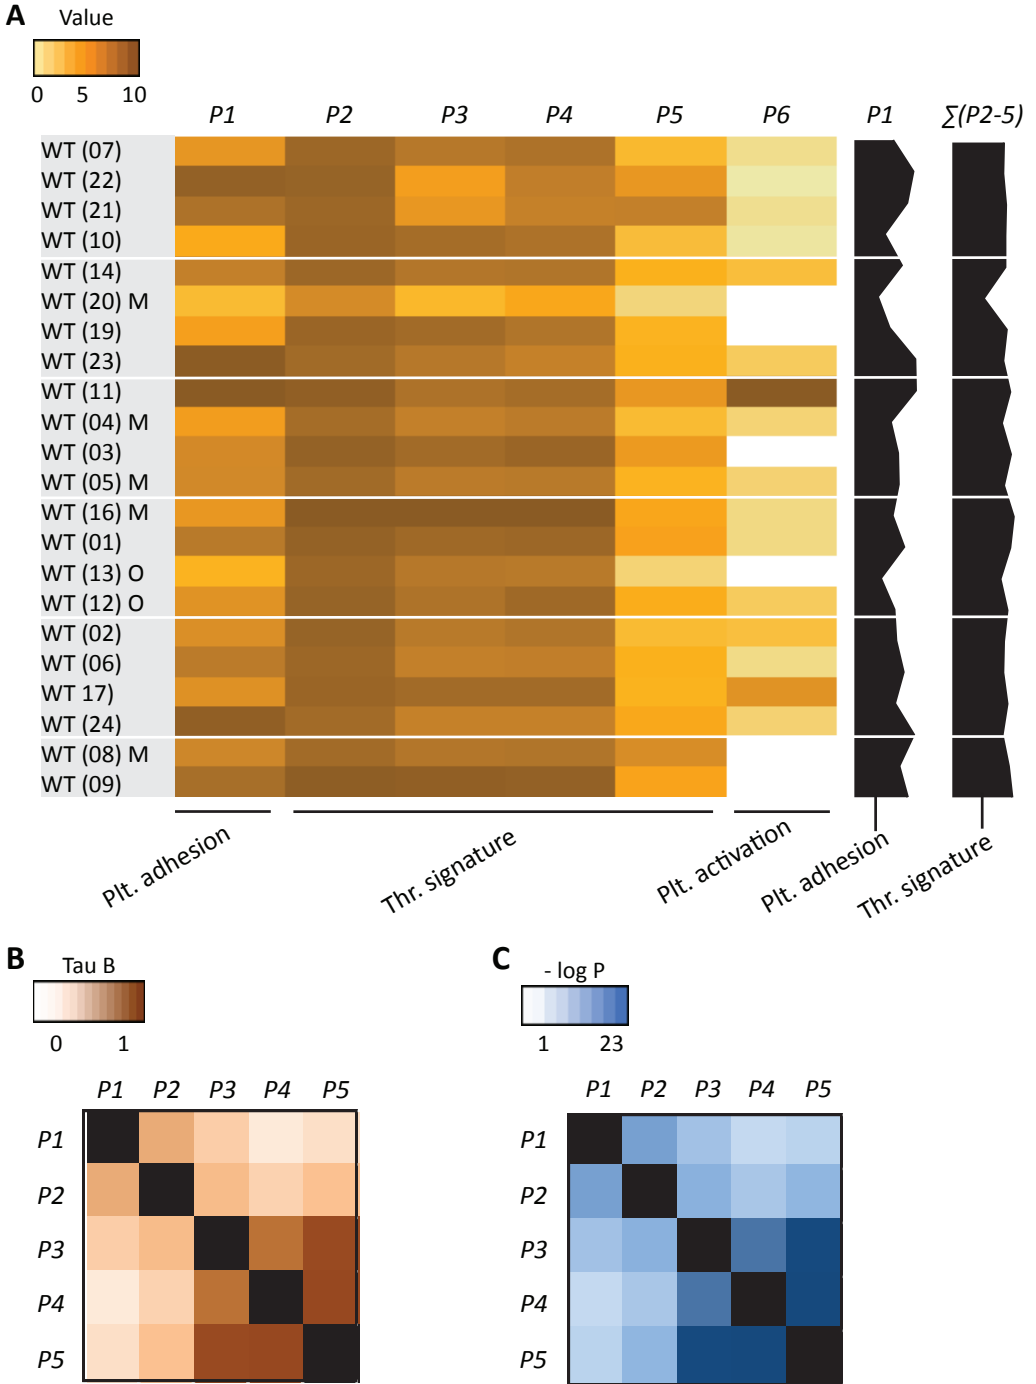 A
Value
0 5 10
P1 P2 P3 P4 P5 P6 P1 ∑(P2-5)
WT (07)
WT (22)
WT (21)
WT (10)
WT (14)
WT (20) M
WT (19)
WT (23)
WT (11)
WT (04) M
WT (03)
WT (05) M
WT (16) M
WT (01)
WT (13) O
WT (12) O
WT (02)
WT (06)
WT 17)
WT (24)
WT (08) M
WT (09)
Plt. adhesion
Thr. signature
Plt. activation
Plt. adhesion
Thr. signature
B
Tau B
0 1
P1 P2 P3 P4 P5
P1
P2
P3
P4
P5
C
- log P
1 23
P1 P2 P3 P4 P5
P1
P2
P3
P4
P5